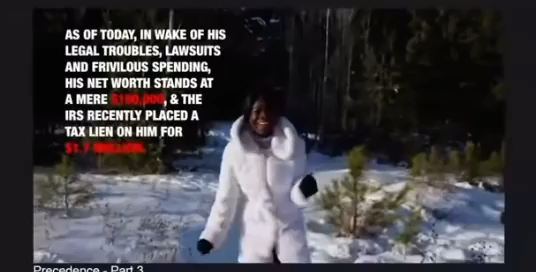 AS OF TODAY, IN WAKE OF HIS
LEGAL TROUBLES, LAWSUITS
AND FRIVILOUS SPENDING,
HIS NET WORTH STANDS AT
A MERE $100,000, & THE
IRS RECENTLY PLACED A
TAX LIEN ON HIM FOR
$1.7 MILLION.
Precedence - Part 3